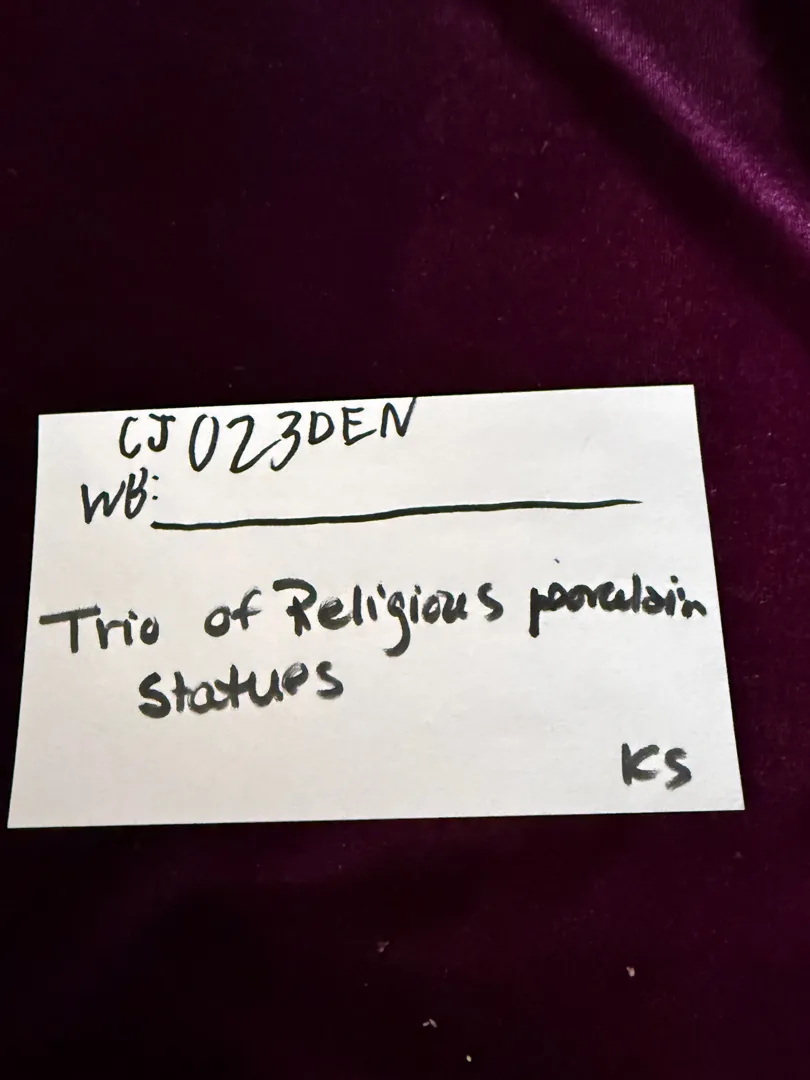 CJ023DEN
WB:
Trio of Religious porcelain
Statues
KS